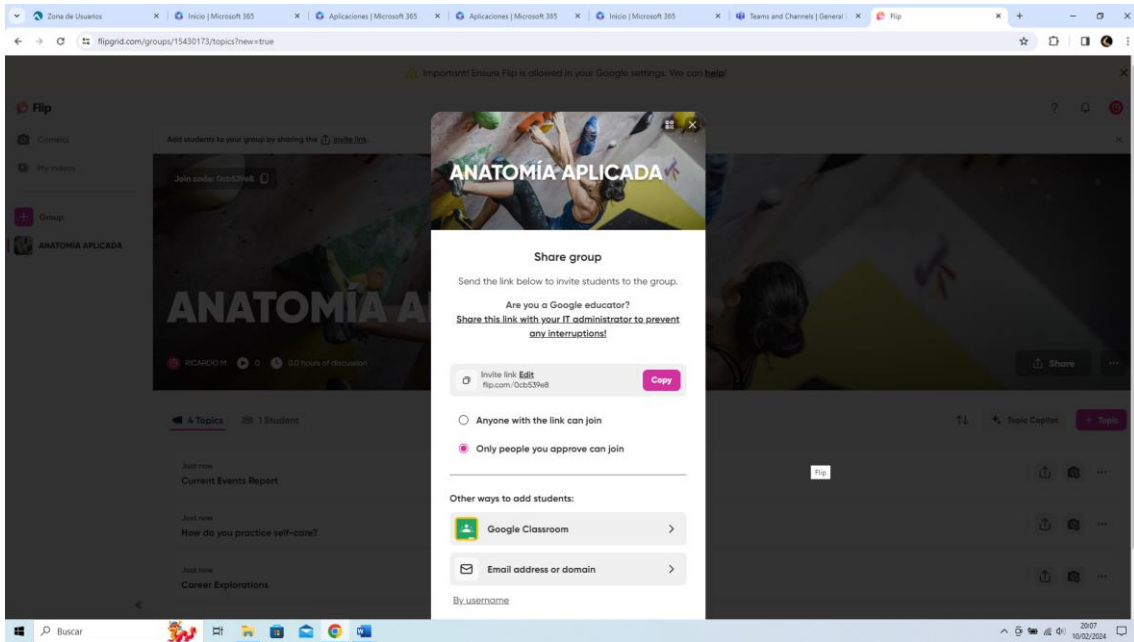 Zona de Usuarios
Inicio | Microsoft 365
Aplicaciones | Microsoft 365
Aplicaciones | Microsoft 365
Inicio | Microsoft 365
Teams and Channels | General |
Flip
flipgrid.com/groups/15430173/topics?new=true
Important! Ensure Flip is allowed in your Google settings. We can help!
Flip
Camera
Add students to your group by sharing the Invite link.
My videos
Join code: 0cb539e8
Group
ANATOMÍA APLICADA
ANATOMÍA A
RICARDO M 0 0.0 hours of discussion
Share
4 Topics 1 Student
Topic Copilot
+ Topic
Just now
Current Events Report
Just now
How do you practice self-care?
Just now
Career Explorations
ANATOMÍA APLICADA
Share group
Send the link below to invite students to the group.
Are you a Google educator?
Share this link with your IT administrator to prevent
any interruptions!
Invite link Edit
flip.com/0cb539e8
Copy
Anyone with the link can join
Only people you approve can join
Other ways to add students:
Google Classroom
Email address or domain
By username
Flip
Buscar
20:07
10/02/2024